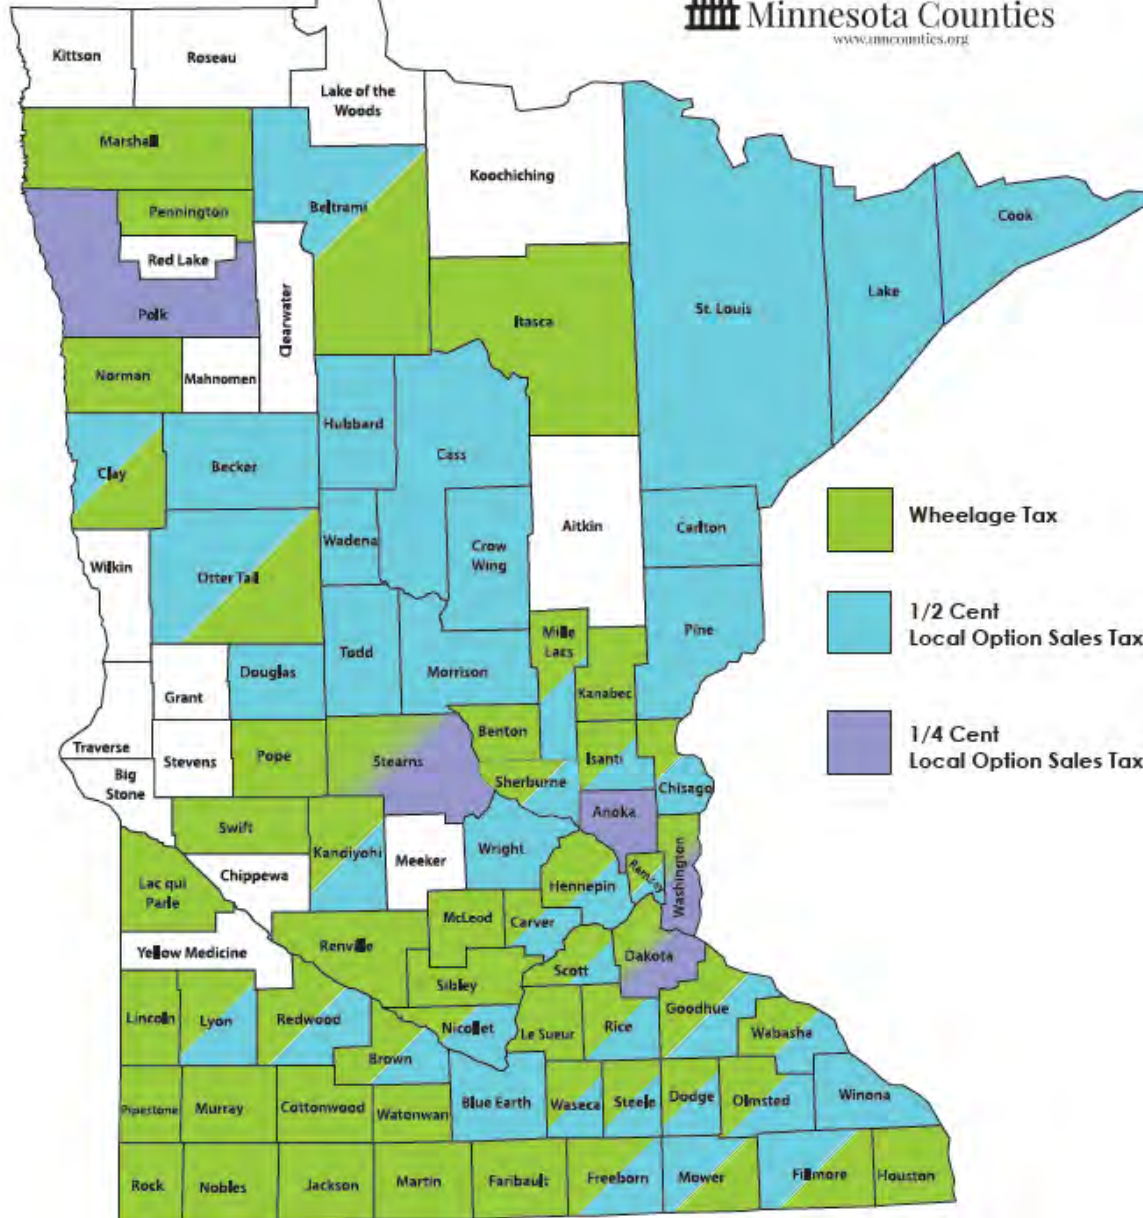 Minnesota Counties
www.mncounties.org
Kittson
Roseau
Lake of the
Woods
Marshall
Koochiching
Beltrami
Pennington
Cook
Red Lake
Lake
St. Louis
Polk
Clearwater
Itasca
Norman
Mahnomen
Hubbard
Cass
Becker
Clay
Wheelage Tax
Aitkin
Carlton
Wadena
Crow
Wing
Wilkin
Otter Tail
1/2 Cent
Local Option Sales Tax
Pine
Mille
Lacs
Todd
Douglas
Morrison
Grant
Kanabec
Benton
1/4 Cent
Local Option Sales Tax
Traverse
Stevens
Pope
Stearns
Isanti
Big
Stone
Sherburne
Chisago
Anoka
Swift
Kandiyohi
Meeker
Wright
Chippewa
Ramsay
Washington
Lac qui
Parle
Hennepin
McLeod
Carver
Renville
Yellow Medicine
Dakota
Scott
Sibley
Goodhue
Lincoln
Lyon
Redwood
Nicollet
Le Sueur
Rice
Wabasha
Brown
Pipestone
Murray
Cottonwood
Watonwan
Blue Earth
Waseca
Steele
Dodge
Olmsted
Winona
Rock
Nobles
Jackson
Martin
Faribault
Freeborn
Mower
Fillmore
Houston